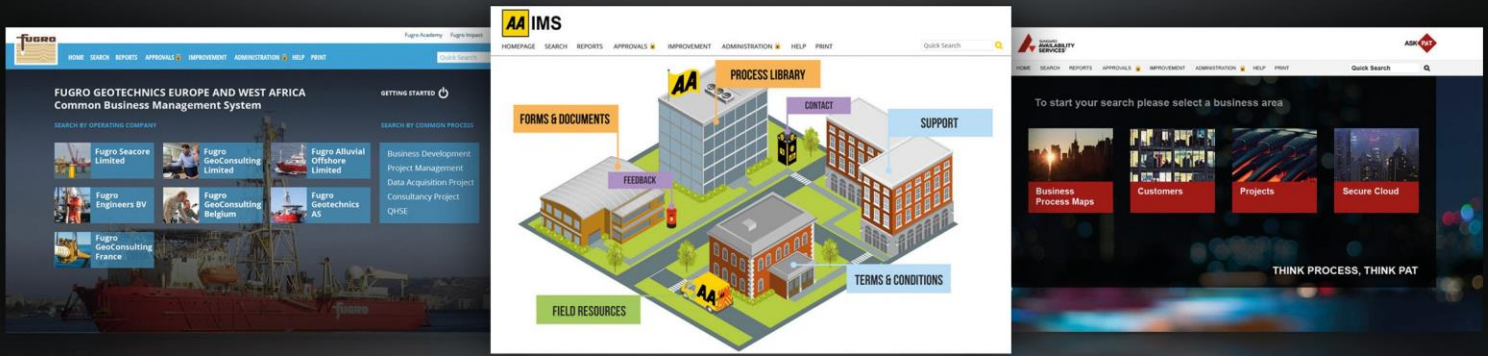 FUGRO
Fugro Academy Fugro Impact
HOME SEARCH REPORTS APPROVALS IMPROVEMENT ADMINISTRATION HELP PRINT
Quick Search
FUGRO GEOTECHNICS EUROPE AND WEST AFRICA
Common Business Management System
GETTING STARTED
SEARCH BY OPERATING COMPANY
Fugro Seacore
Limited
Fugro
GeoConsulting
Limited
Fugro Alluvial
Offshore
Limited
Fugro
Engineers BV
Fugro
GeoConsulting
Belgium
Fugro
Geotechnics
AS
Fugro
GeoConsulting
France
SEARCH BY COMMON PROCESS
Business Development
Project Management
Data Acquisition Project
Consultancy Project
QHSE
FUGRO
AA IMS
HOMEPAGE SEARCH REPORTS APPROVALS IMPROVEMENT ADMINISTRATION HELP PRINT
Quick Search
AA
PROCESS LIBRARY
FORMS & DOCUMENTS
CONTACT
SUPPORT
FEEDBACK
TERMS & CONDITIONS
AA
FIELD RESOURCES
SUNGARD
AVAILABILITY
SERVICES
ASK PAT
HOME SEARCH REPORTS APPROVALS IMPROVEMENT ADMINISTRATION HELP PRINT
Quick Search
To start your search please select a business area
Business
Process Maps
Customers
Projects
Secure Cloud
THINK PROCESS, THINK PAT